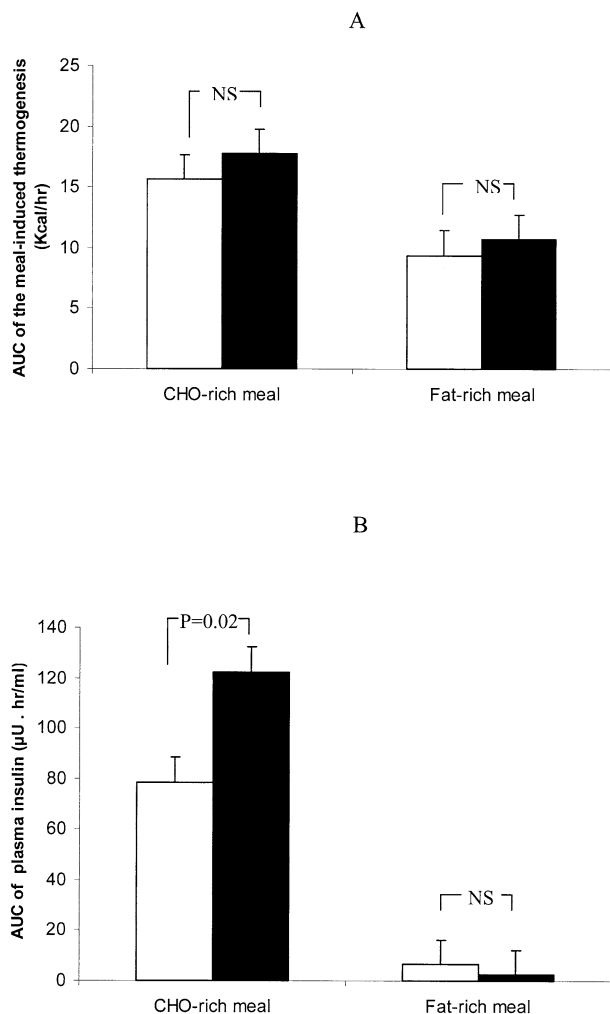 A
AUC of the meal-induced thermogenesis
(Kcal/hr)
25
20
15
10
5
0
NS
NS
CHO-rich meal
Fat-rich meal
B
AUC of plasma insulin (µU . hr/ml)
140
120
100
80
60
40
20
0
P=0.02
NS
CHO-rich meal
Fat-rich meal